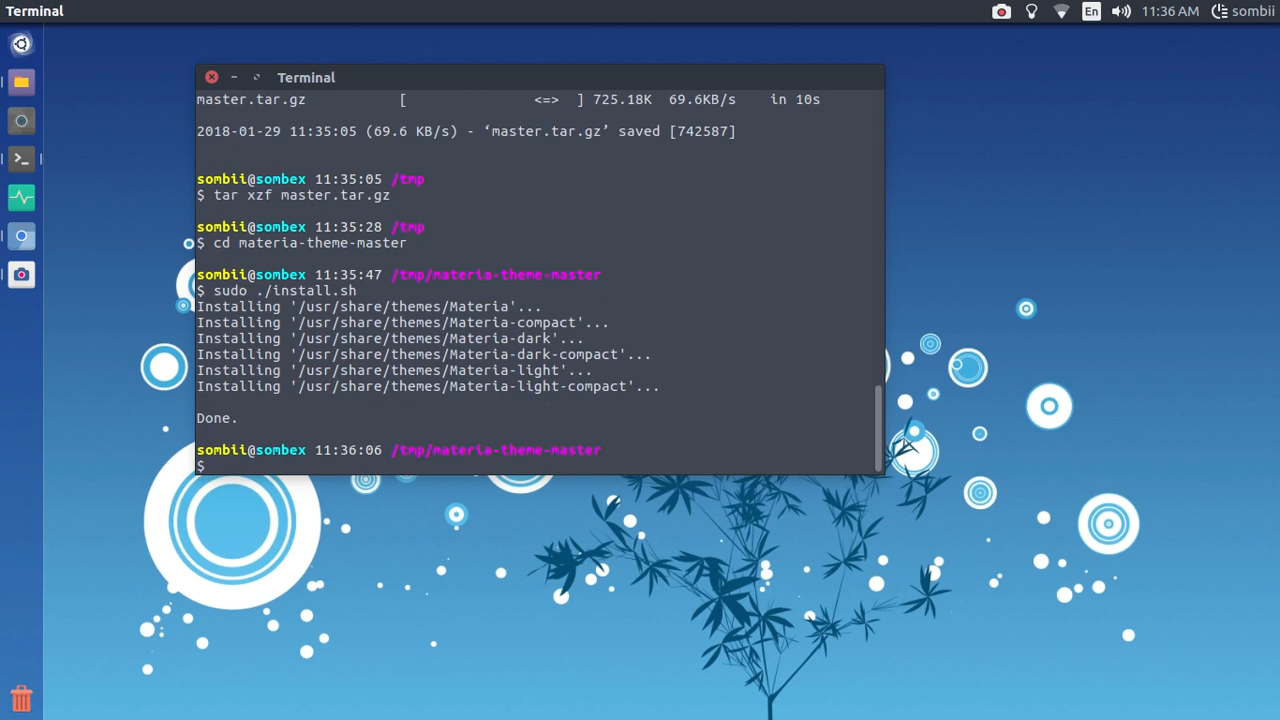 Terminal
En
11:36 AM
sombii
Terminal
master.tar.gz [ <=> ] 725.18K 69.6KB/s in 10s
2018-01-29 11:35:05 (69.6 KB/s) - ‘master.tar.gz’ saved [742587]
sombii@sombex 11:35:05 /tmp
$ tar xzf master.tar.gz
sombii@sombex 11:35:28 /tmp
$ cd materia-theme-master
sombii@sombex 11:35:47 /tmp/materia-theme-master
$ sudo ./install.sh
Installing '/usr/share/themes/Materia'...
Installing '/usr/share/themes/Materia-compact'...
Installing '/usr/share/themes/Materia-dark'...
Installing '/usr/share/themes/Materia-dark-compact'...
Installing '/usr/share/themes/Materia-light'...
Installing '/usr/share/themes/Materia-light-compact'...
Done.
sombii@sombex 11:36:06 /tmp/materia-theme-master
$